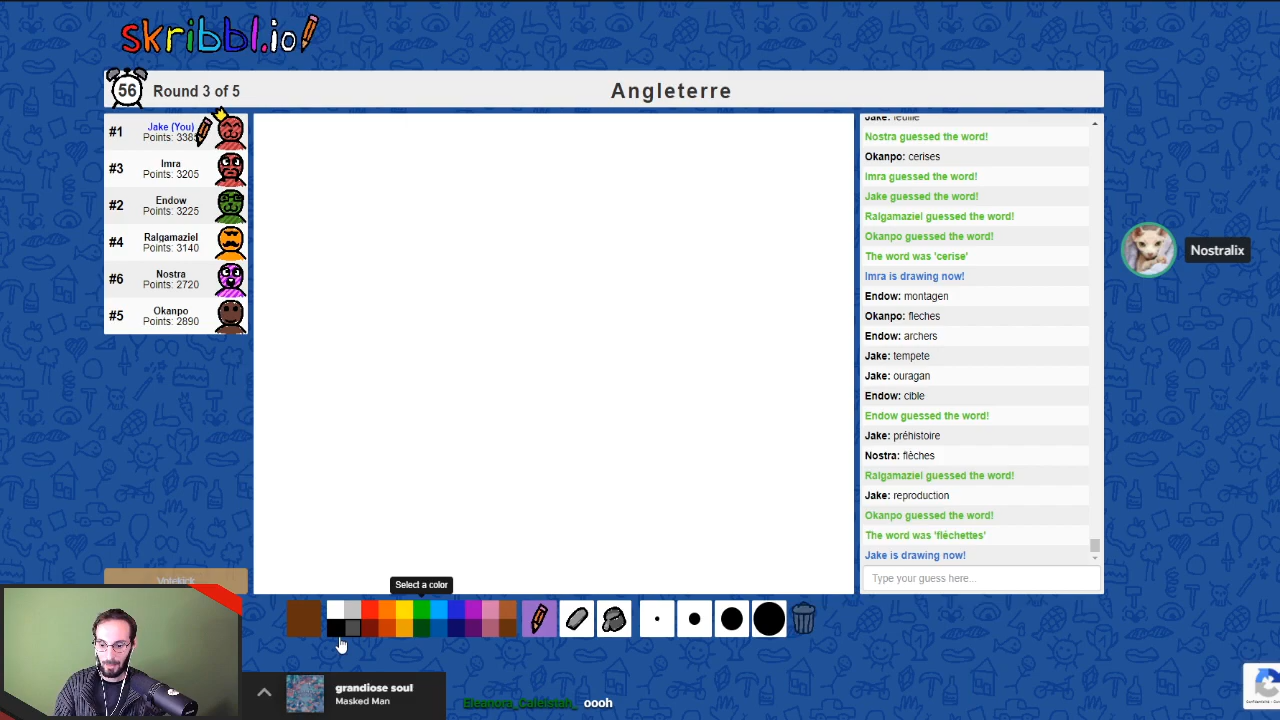 skribbl.io
56
Round 3 of 5
Angleterre
#1
Jake (You)
#3
Imra
Points: 3205
#2
Endow
Points: 3225
#4
Ralgamaziel
Points: 3140
#6
Nostra
Points: 2720
#5
Okanpo
Points: 2890
Jake: feuille
Nostra guessed the word!
Okanpo: cerises
Imra guessed the word!
Jake guessed the word!
Ralgamaziel guessed the word!
Okanpo guessed the word!
The word was 'cerise'
Imra is drawing now!
Endow: montagen
Okanpo: fleches
Endow: archers
Jake: tempete
Jake: ouragan
Endow: cible
Endow guessed the word!
Jake: préhistoire
Nostra: flèches
Ralgamaziel guessed the word!
Jake: reproduction
Okanpo guessed the word!
The word was 'fléchettes'
Jake is drawing now!
Type your guess here...
Nostralix
Votekick
Select a color
grandiose soul
Masked Man
oooh